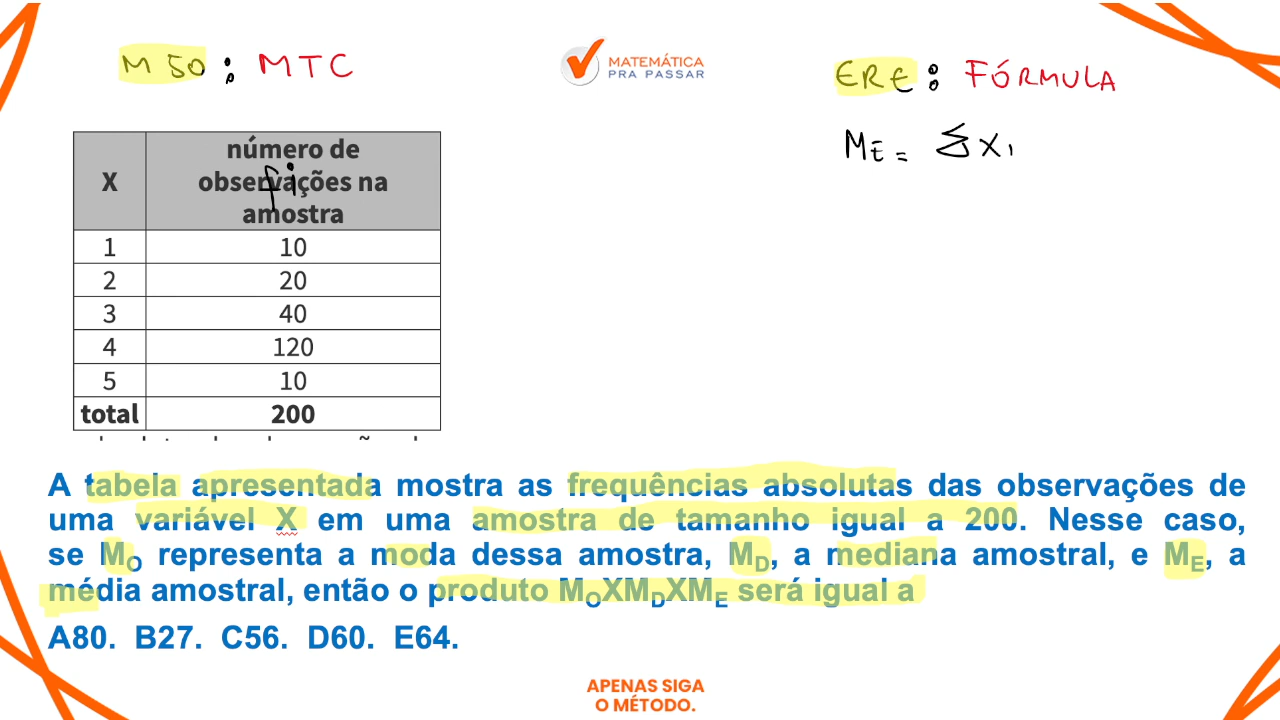 M 50 : MTC
MATEMÁTICA
PRA PASSAR
ERE : FÓRMULA
ME = Σ X
X
número de
observações na
amostra
fi
1 10
2 20
3 40
4 120
5 10
total 200
A tabela apresentada mostra as frequências absolutas das observações de
uma variável X em uma amostra de tamanho igual a 200. Nesse caso,
se MO representa a moda dessa amostra, MD, a mediana amostral, e ME, a
média amostral, então o produto MOXMDXME será igual a
A80. B27. C56. D60. E64.
APENAS SIGA
O MÉTODO.